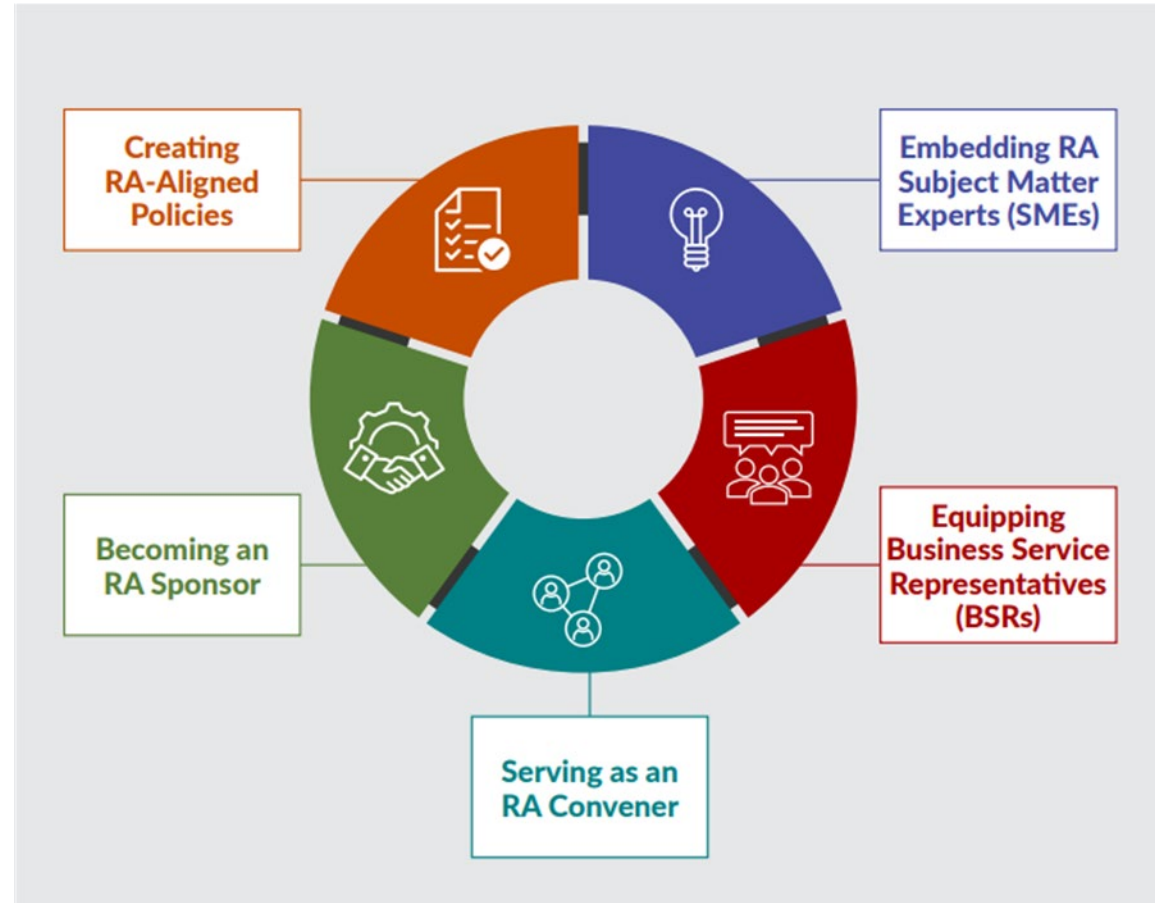 Creating
RA-Aligned
Policies
Embedding RA
Subject Matter
Experts (SMEs)
Becoming an
RA Sponsor
Equipping
Business Service
Representatives
(BSRs)
Serving as an
RA Convener